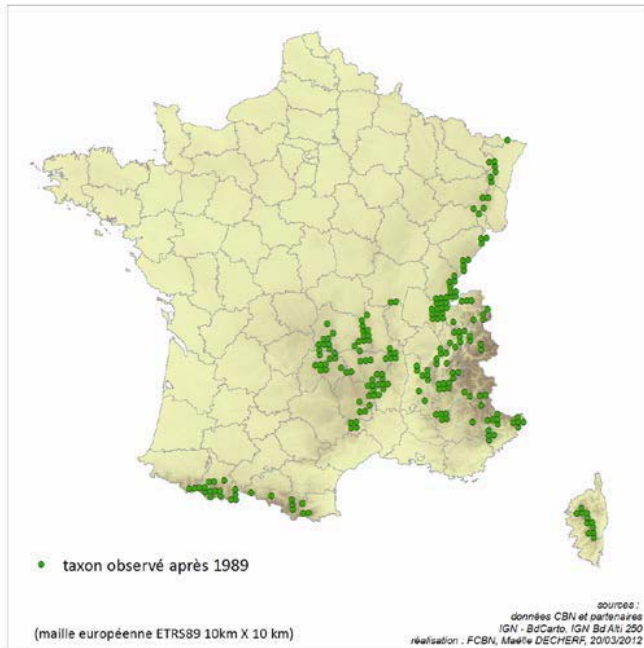 taxon observé après 1989
(maille européenne ETRS89 10km X 10 km)
sources :
données CBN et partenaires
IGN - BdCarto, IGN Bd Alti 250
réalisation : FCBN, Maëlle DECHERF, 20/03/2012